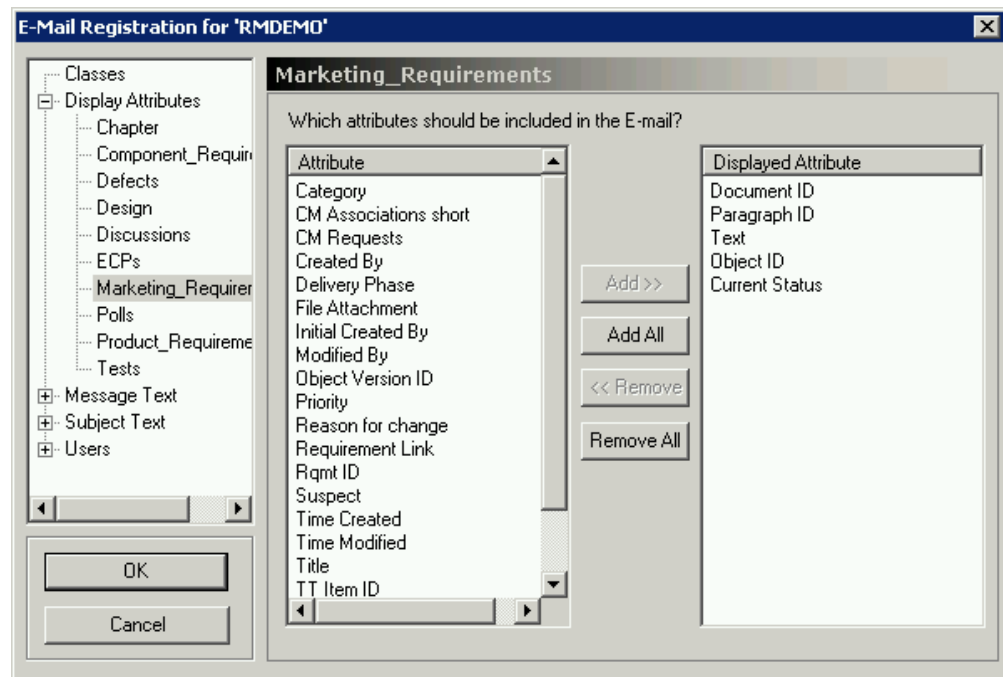 E-Mail Registration for 'RMDEMO'
Classes
Display Attributes
Chapter
Component_Requir
Defects
Design
Discussions
ECPs
Marketing_Requirer
Polls
Product_Requireme
Tests
Message Text
Subject Text
Users
OK
Cancel
Marketing_Requirements
Which attributes should be included in the E-mail?
Attribute
Category
CM Associations short
CM Requests
Created By
Delivery Phase
File Attachment
Initial Created By
Modified By
Object Version ID
Priority
Reason for change
Requirement Link
Rqmt ID
Suspect
Time Created
Time Modified
Title
TT Item ID
Add >>
Add All
<< Remove
Remove All
Displayed Attribute
Document ID
Paragraph ID
Text
Object ID
Current Status